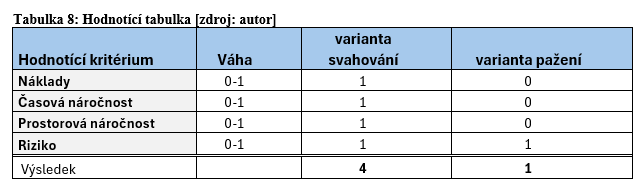 Tabulka 8: Hodnotící tabulka [zdroj: autor]
Hodnotící kritérium Váha varianta svahování varianta pažení
Náklady 0-1 1 0
Časová náročnost 0-1 1 0
Prostorová náročnost 0-1 1 0
Riziko 0-1 1 1
Výsledek 4 1